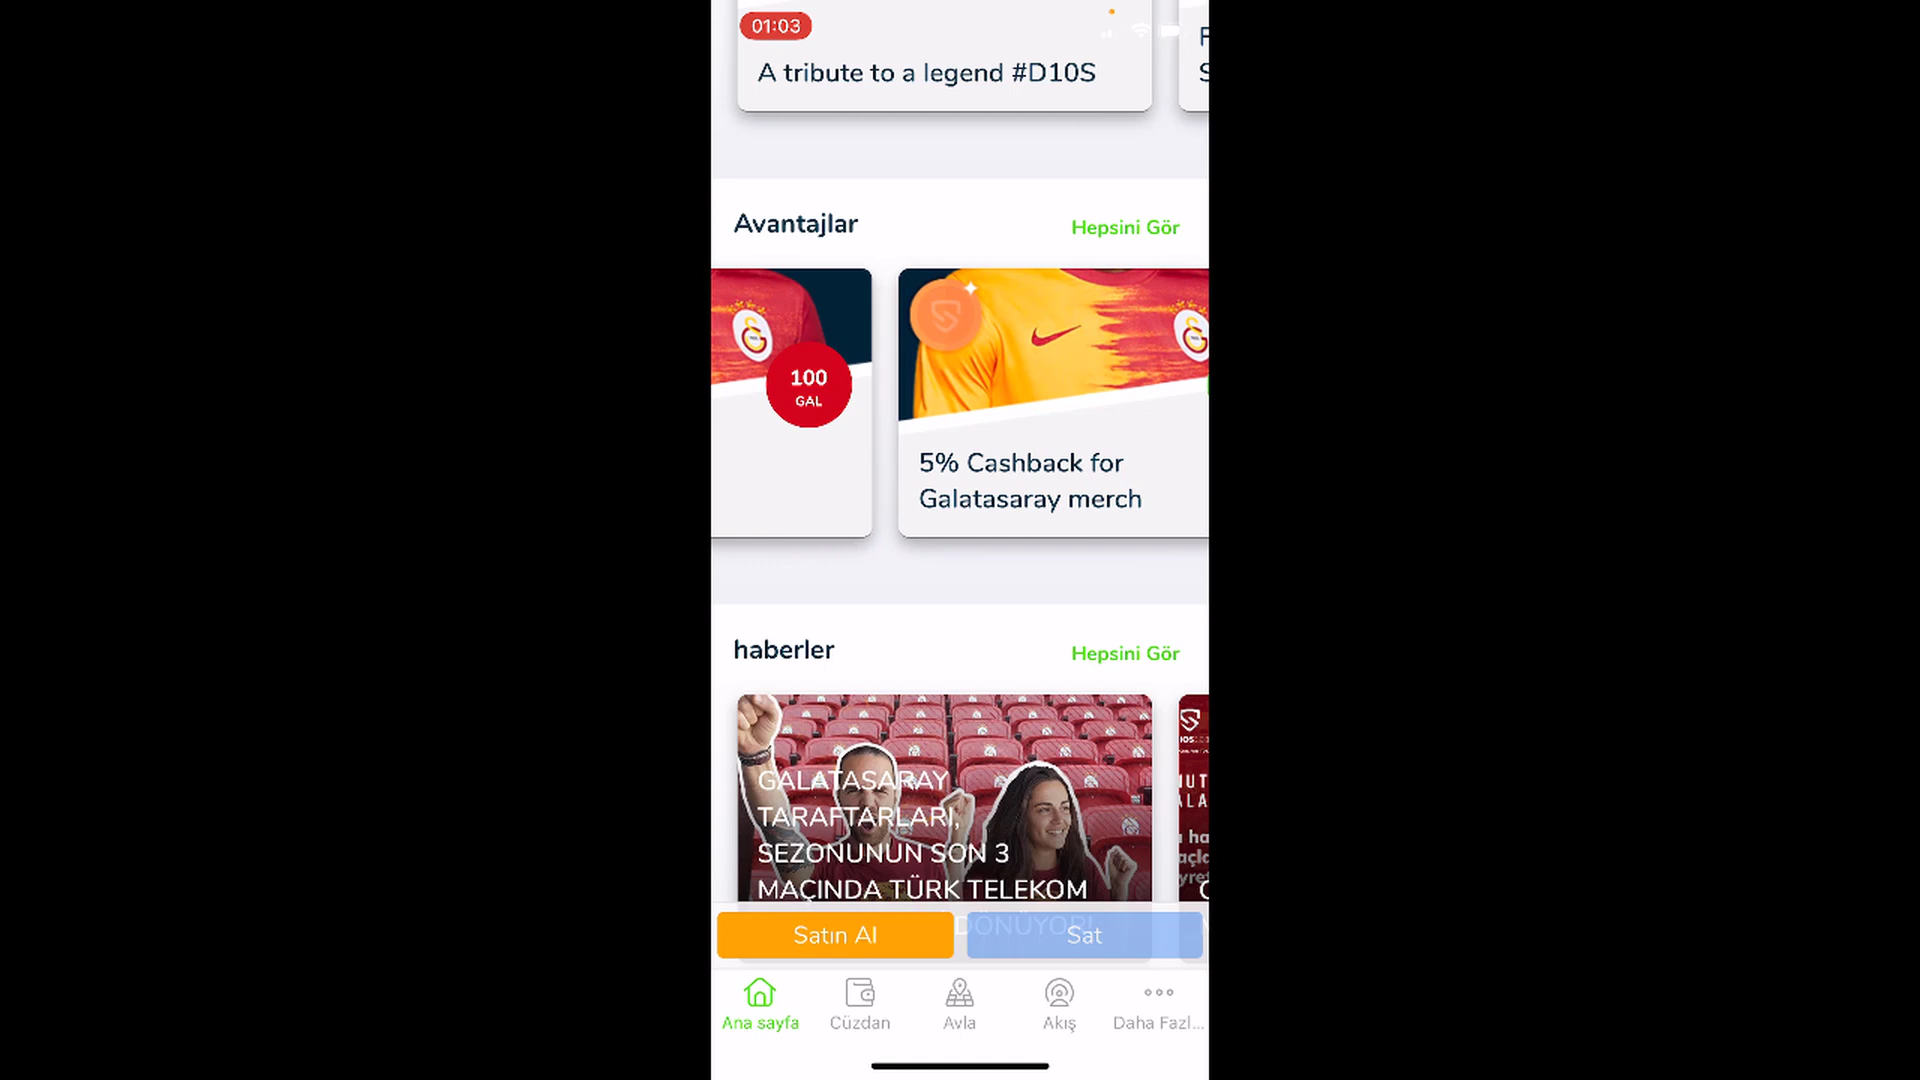 01:03
A tribute to a legend #D10S
F
S
Avantajlar
Hepsini Gör
100
GAL
5% Cashback for
Galatasaray merch
haberler
Hepsini Gör
GALATASARAY
TARAFTARLARI,
SEZONUNUN SON 3
MAÇINDA TÜRK TELEKOM
DÖNÜYOR!
Satın Al
Sat
Ana sayfa
Cüzdan
Avla
Akış
Daha Fazl...